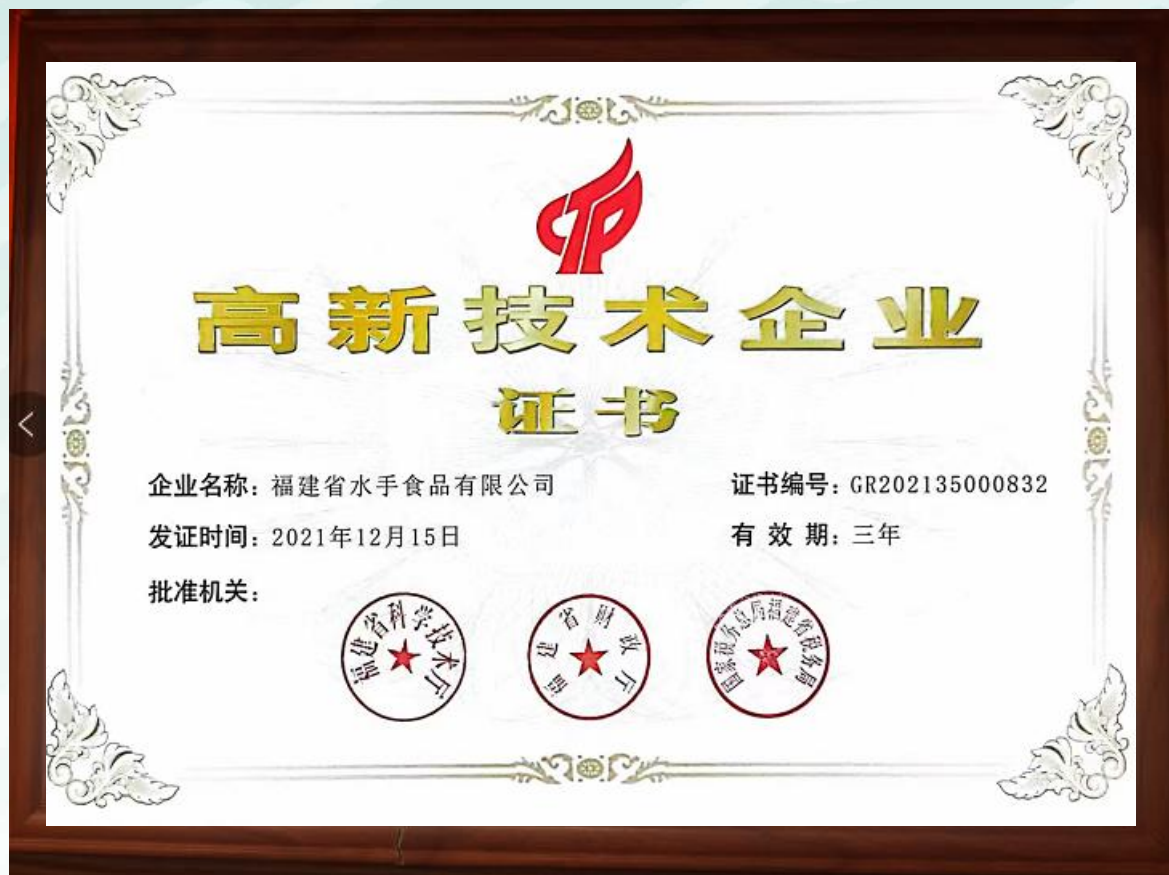 CTP
高新技术企业
证书
企业名称：福建省水手食品有限公司
证书编号：GR202135000832
发证时间：2021年12月15日
有效期：三年
批准机关：
福建省科学技术厅
福建省财政厅
国家税务总局福建省税务局